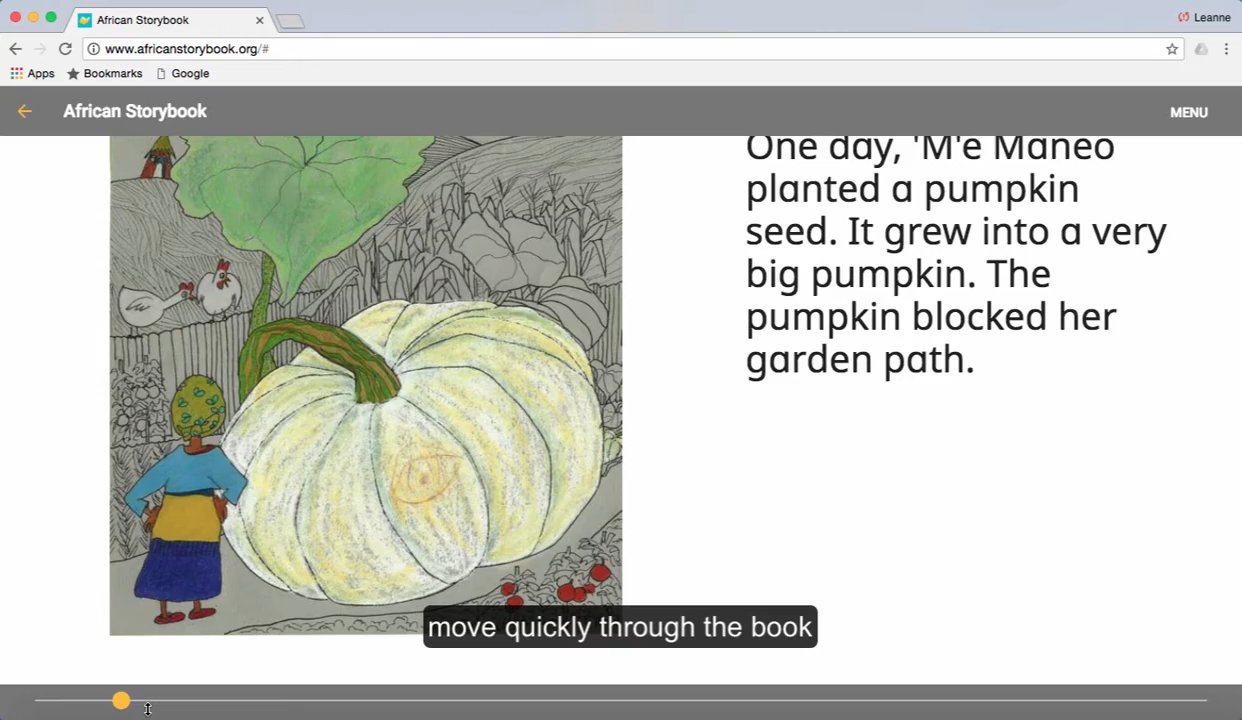 African Storybook
Leanne
www.africanstorybook.org/#
Apps Bookmarks Google
African Storybook
MENU
One day, 'M'e Maneo
planted a pumpkin
seed. It grew into a very
big pumpkin. The
pumpkin blocked her
garden path.
move quickly through the book